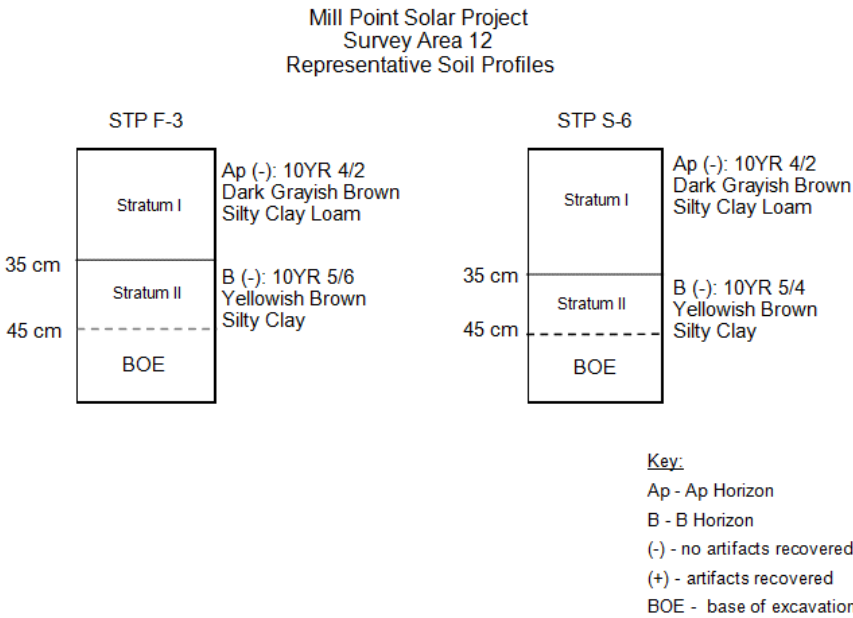 Mill Point Solar Project
Survey Area 12
Representative Soil Profiles
STP F-3
Stratum I
Ap (-): 10YR 4/2
Dark Grayish Brown
Silty Clay Loam
35 cm
Stratum II
B (-): 10YR 5/6
Yellowish Brown
Silty Clay
45 cm
BOE
STP S-6
Stratum I
Ap (-): 10YR 4/2
Dark Grayish Brown
Silty Clay Loam
35 cm
Stratum II
B (-): 10YR 5/4
Yellowish Brown
Silty Clay
45 cm
BOE
Key:
Ap - Ap Horizon
B - B Horizon
(-) - no artifacts recovered
(+) - artifacts recovered
BOE - base of excavation